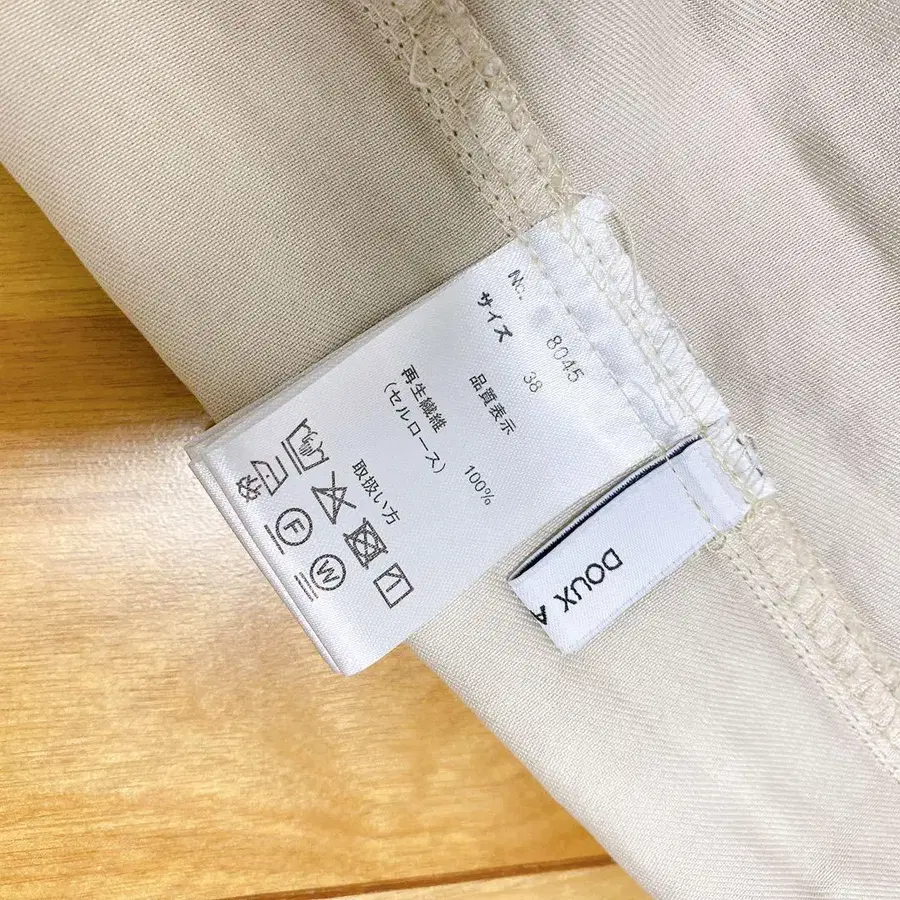 No. 8045
サイズ 38
品質表示
再生繊維
(セルロース) 100%
取扱い方
F
W
DOUX A